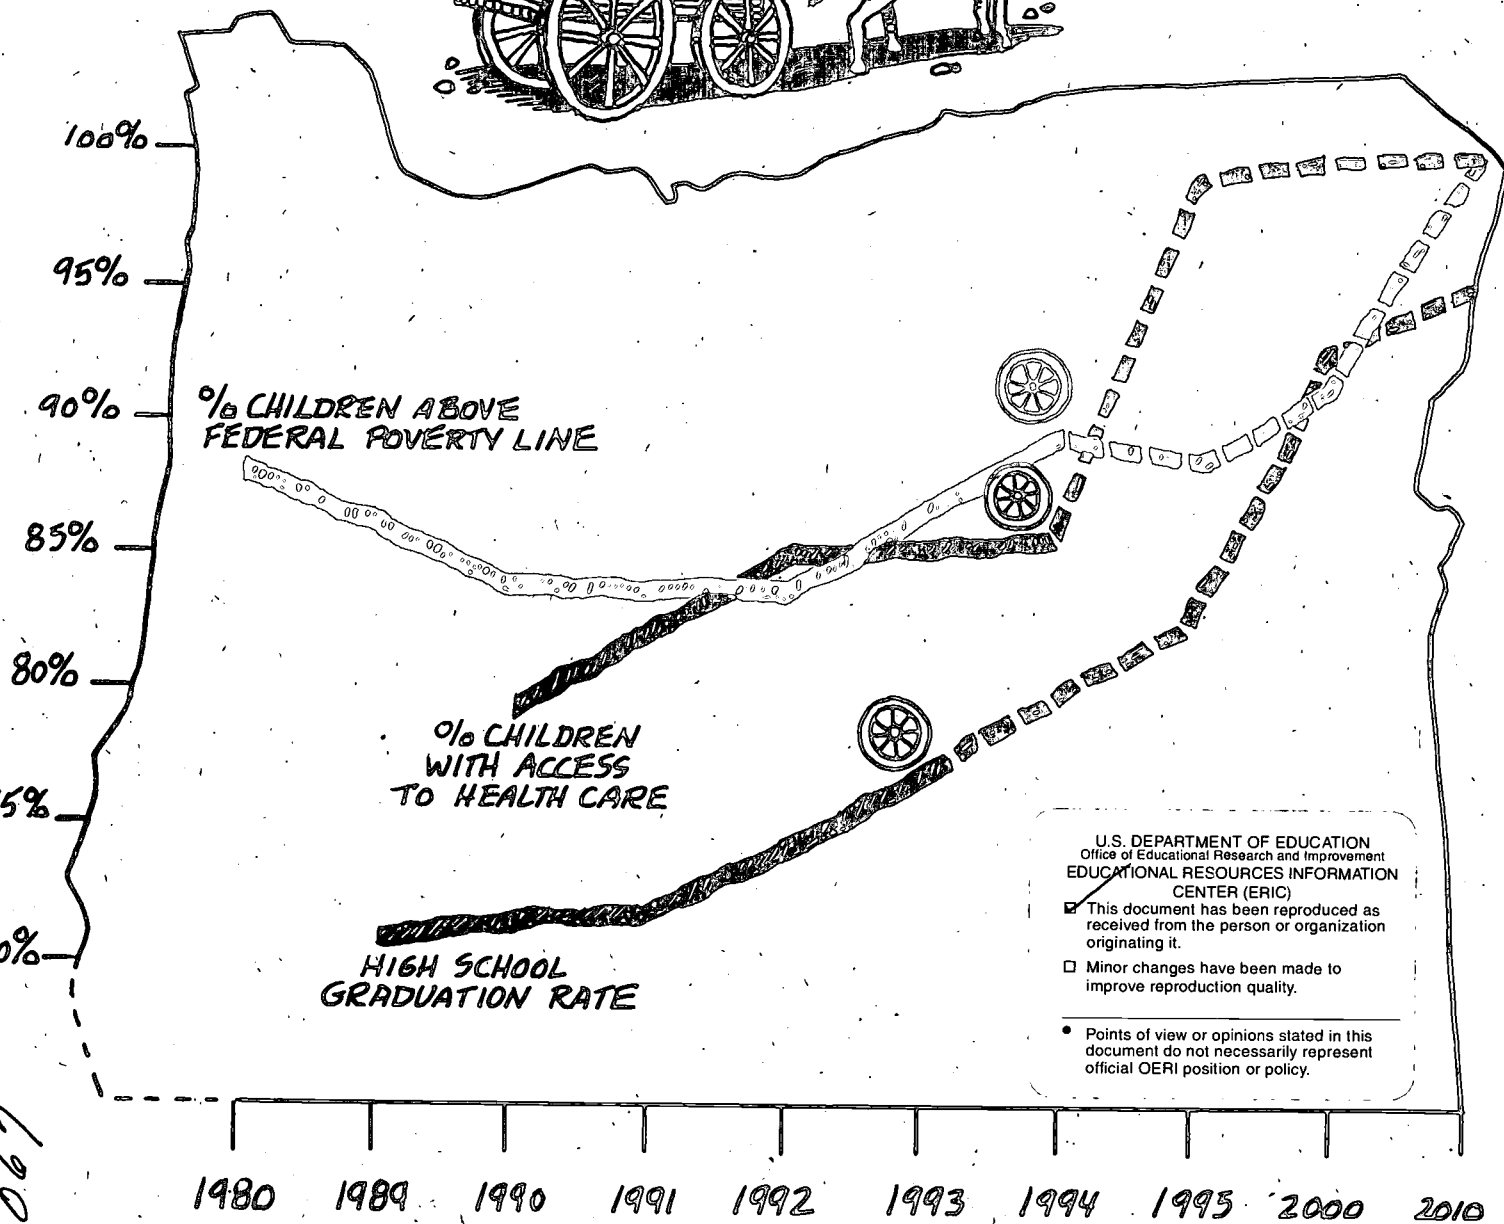 100%
95%
90%
% CHILDREN ABOVE
FEDERAL POVERTY LINE
85%
80%
% CHILDREN
WITH ACCESS
TO HEALTH CARE
5%
U.S. DEPARTMENT OF EDUCATION
Office of Educational Research and Improvement
EDUCATIONAL RESOURCES INFORMATION
CENTER (ERIC)
This document has been reproduced as
received from the person or organization
originating it.
Minor changes have been made to
improve reproduction quality.
• Points of view or opinions stated in this
document do not necessarily represent
official OERI position or policy.
0%
HIGH SCHOOL
GRADUATION RATE
1980 1989 1990 1991 1992 1993 1994 1995 2000 2010